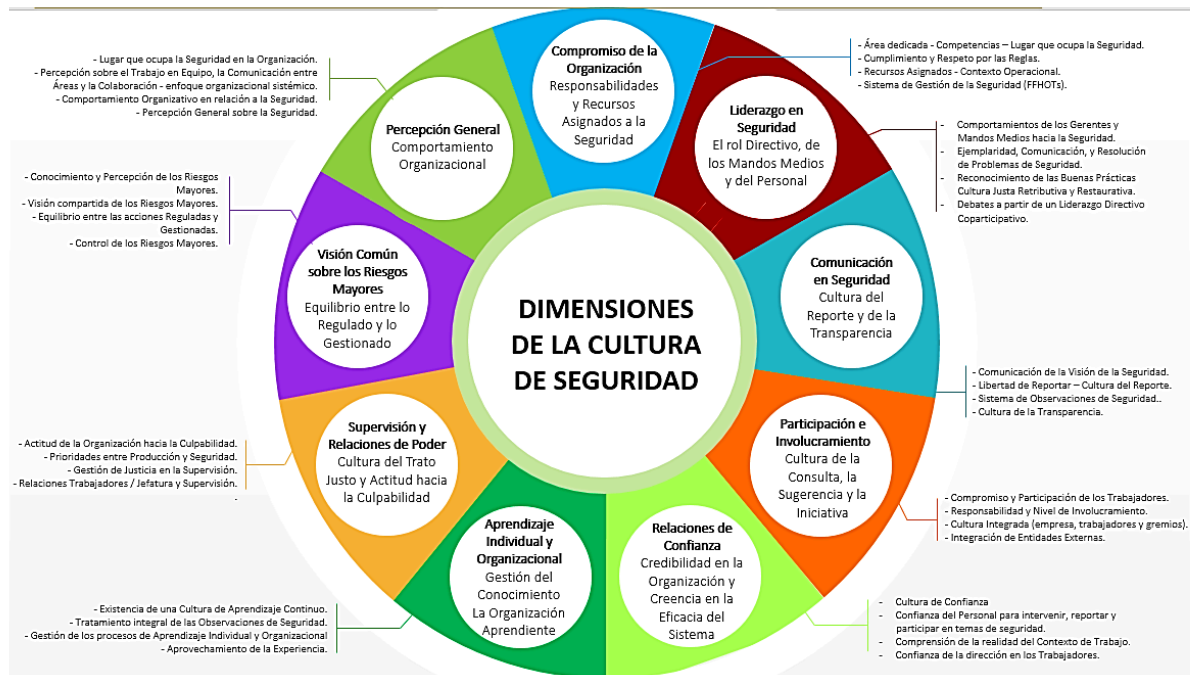 DIMENSIONES
DE LA CULTURA
DE SEGURIDAD
Compromiso de la
Organización
Responsabilidades
y Recursos
Asignados a la
Seguridad
- Área dedicada - Competencias – Lugar que ocupa la Seguridad.
- Cumplimiento y Respeto por las Reglas.
- Recursos Asignados - Contexto Operacional.
- Sistema de Gestión de la Seguridad (FFHOTs).
Liderazgo en
Seguridad
El rol Directivo, de
los Mandos Medios
y del Personal
- Comportamientos de los Gerentes y
Mandos Medios hacia la Seguridad.
- Ejemplaridad, Comunicación, y Resolución
de Problemas de Seguridad.
- Reconocimiento de las Buenas Prácticas
Cultura Justa Retributiva y Restaurativa.
- Debates a partir de un Liderazgo Directivo
Coparticipativo.
Comunicación
en Seguridad
Cultura del
Reporte y de la
Transparencia
- Comunicación de la Visión de la Seguridad.
- Libertad de Reportar – Cultura del Reporte.
- Sistema de Observaciones de Seguridad..
- Cultura de la Transparencia.
Participación e
Involucramiento
Cultura de la
Consulta, la
Sugerencia y la
Iniciativa
- Compromiso y Participación de los Trabajadores.
- Responsabilidad y Nivel de Involucramiento.
- Cultura Integrada (empresa, trabajadores y gremios).
- Integración de Entidades Externas.
Relaciones de
Confianza
Credibilidad en la
Organización y
Creencia en la
Eficacia del
Sistema
- Cultura de Confianza
- Confianza del Personal para intervenir, reportar y
participar en temas de seguridad.
- Comprensión de la realidad del Contexto de Trabajo.
- Confianza de la dirección en los Trabajadores.
Aprendizaje
Individual y
Organizacional
Gestión del
Conocimiento
La Organización
Aprendiente
- Existencia de una Cultura de Aprendizaje Continuo.
- Tratamiento integral de las Observaciones de Seguridad.
- Gestión de los procesos de Aprendizaje Individual y Organizacional
- Aprovechamiento de la Experiencia.
Supervisión y
Relaciones de Poder
Cultura del Trato
Justo y Actitud hacia
la Culpabilidad
- Actitud de la Organización hacia la Culpabilidad.
- Prioridades entre Producción y Seguridad.
- Gestión de Justicia en la Supervisión.
- Relaciones Trabajadores / Jefatura y Supervisión.
-
Visión Común
sobre los Riesgos
Mayores
Equilibrio entre lo
Regulado y lo
Gestionado
- Conocimiento y Percepción de los Riesgos
Mayores.
- Visión compartida de los Riesgos Mayores.
- Equilibrio entre las acciones Reguladas y
Gestionadas.
- Control de los Riesgos Mayores.
Percepción General
Comportamiento
Organizacional
- Lugar que ocupa la Seguridad en la Organización.
- Percepción sobre el Trabajo en Equipo, la Comunicación entre
Áreas y la Colaboración - enfoque organizacional sistémico.
- Comportamiento Organizativo en relación a la Seguridad.
- Percepción General sobre la Seguridad.